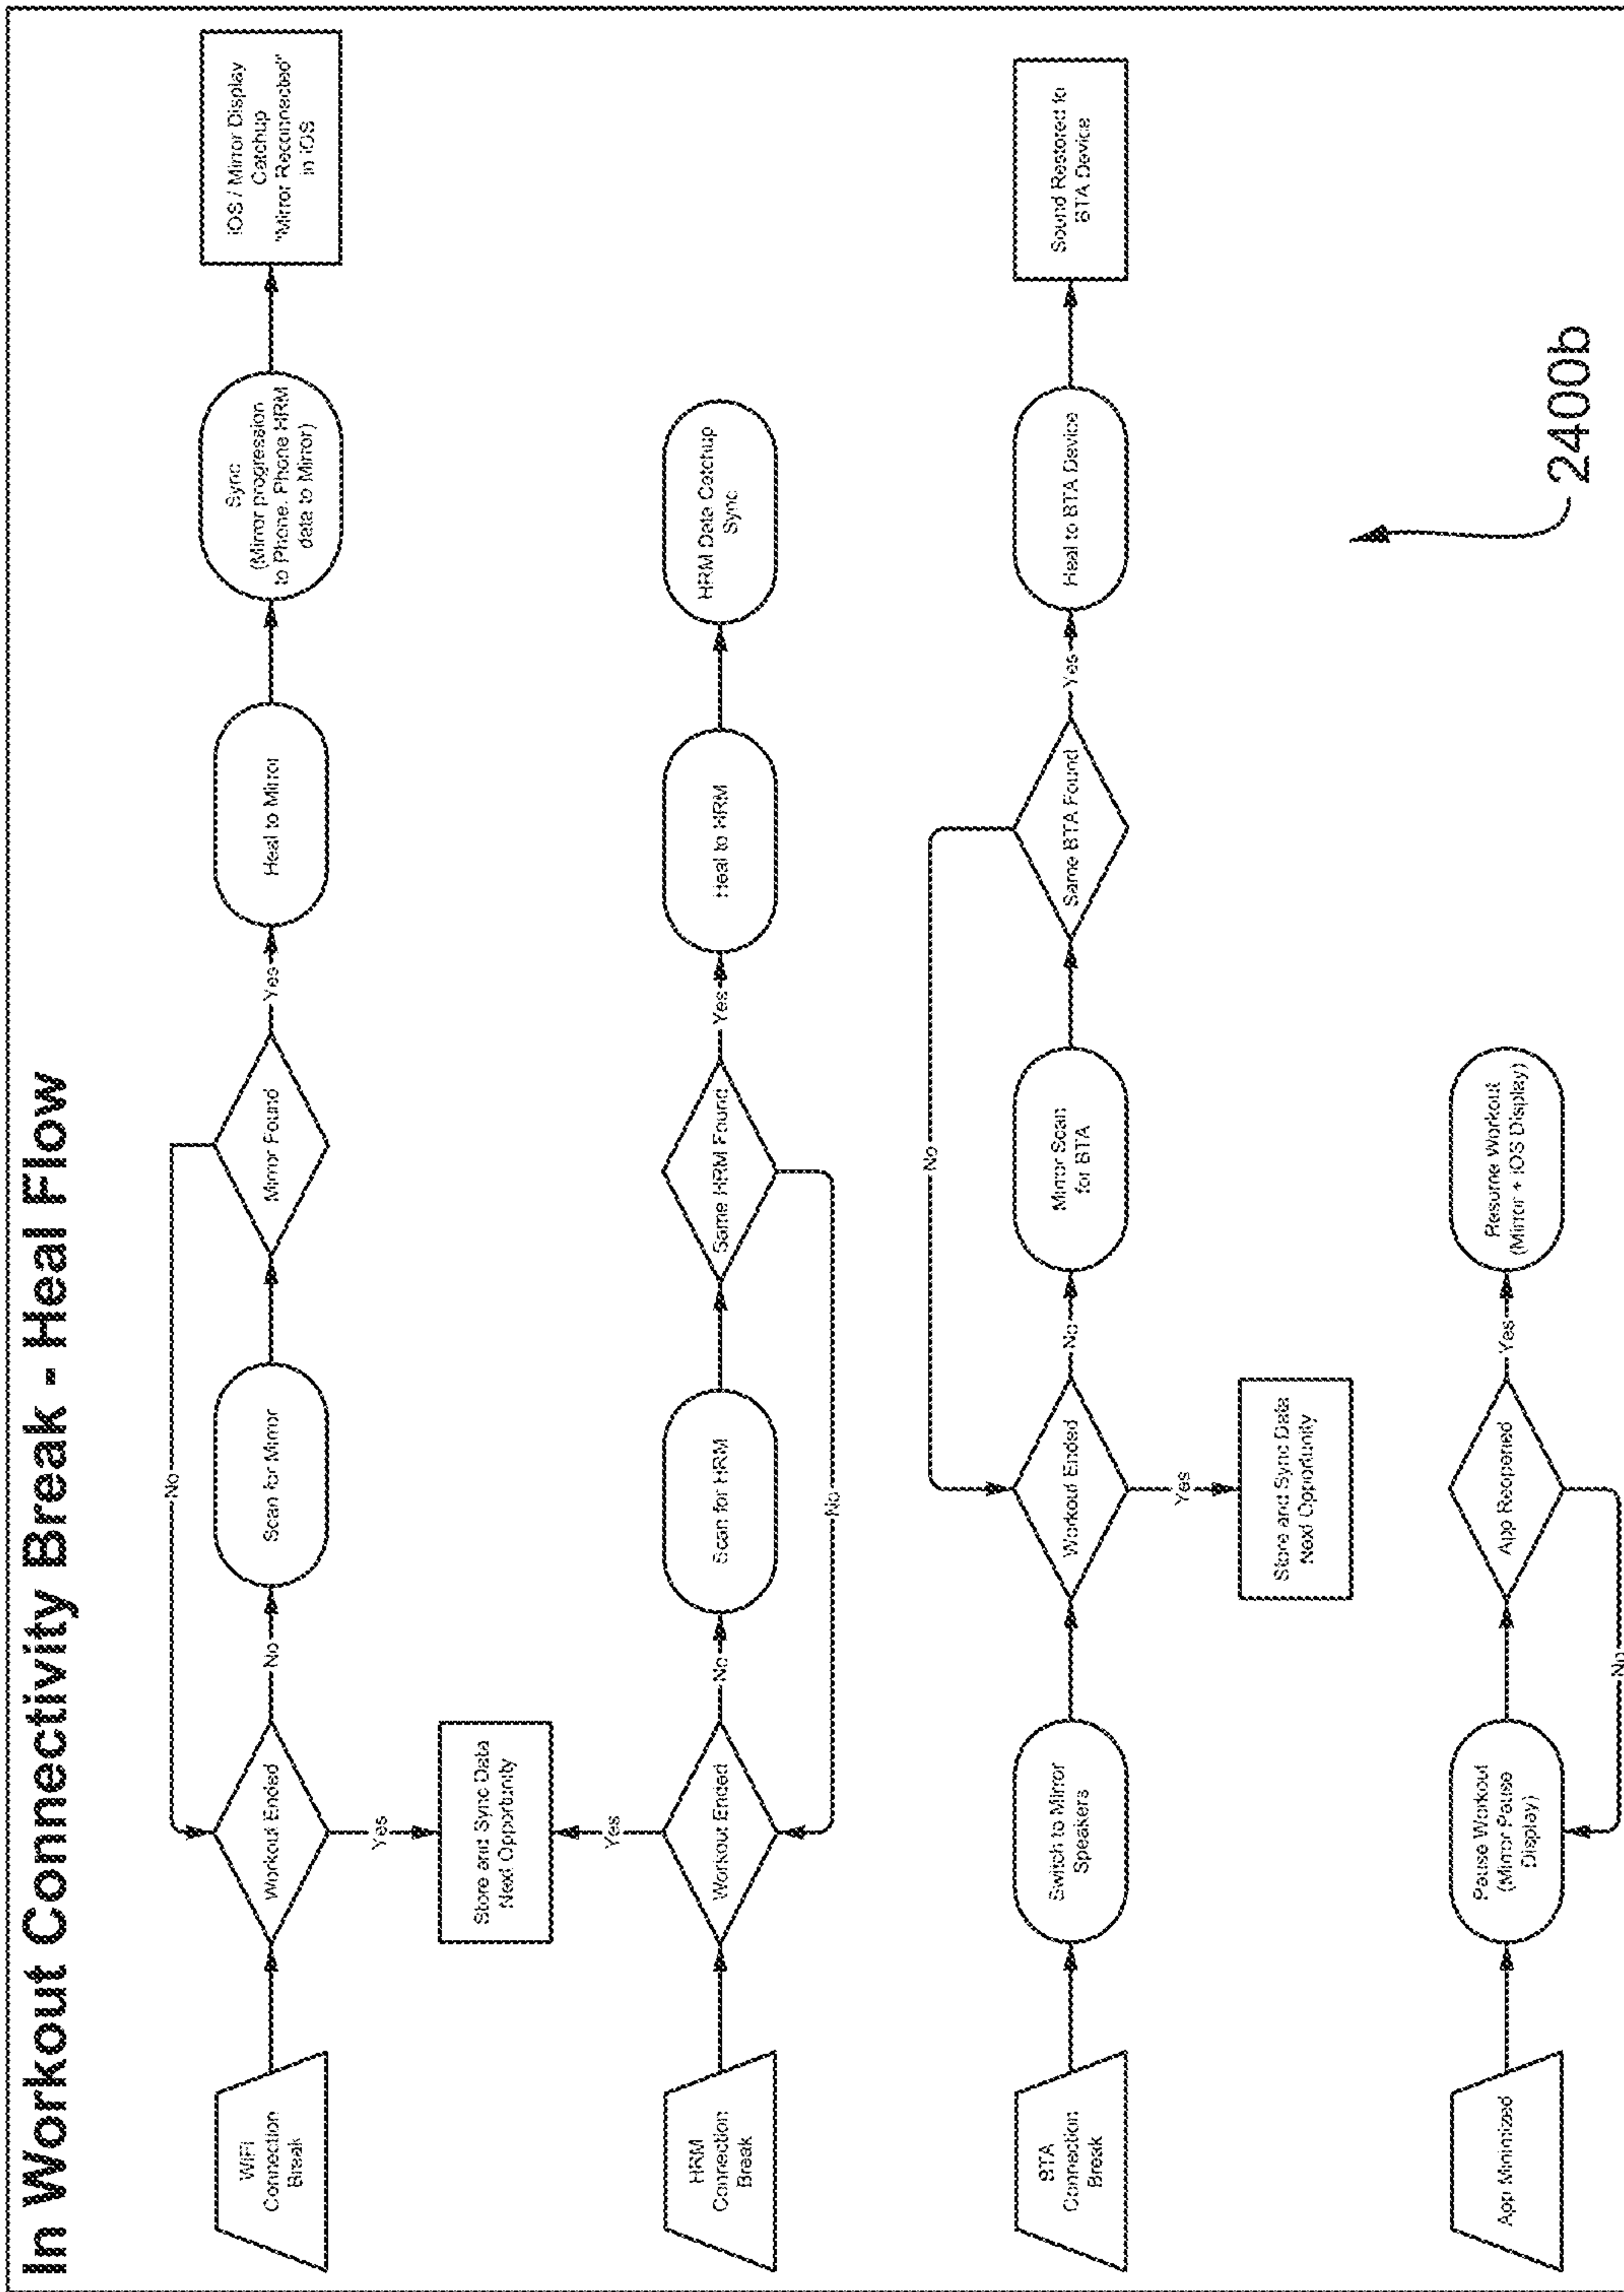 In Workout Connectivity Break - Heal Flow
WiFi
Connection
Break
Workout Ended
No
Scan for Mirror
Mirror Found
No
Yes
Heal to Mirror
Sync
(Mirror progression
to Phone. Phone HRM
data to Mirror)
iOS / Mirror Display
Catchup
"Mirror Reconnected"
in iOS
Yes
Store and Sync Data
Next Opportunity
Yes
HRM
Connection
Break
Workout Ended
No
Scan for HRM
Same HRM Found
No
Yes
Heal to HRM
HRM Data Catchup
Sync
BTA
Connection
Break
Switch to Mirror
Speakers
Workout Ended
No
Mirror Scan
for BTA
Same BTA Found
No
Yes
Heal to BTA Device
Sound Restored to
BTA Device
Yes
Store and Sync Data
Next Opportunity
App Minimized
Pause Workout
(Mirror Pause
Display)
App Reopened
No
Yes
Resume Workout
(Mirror + iOS Display)
2400b